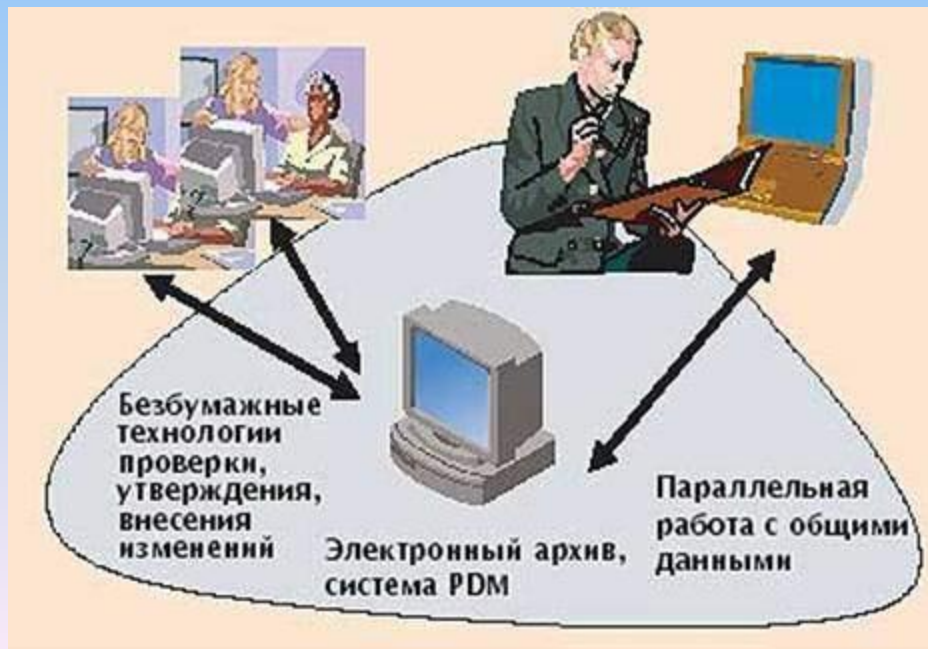 Безбумажные
технологии
проверки,
утверждения,
внесения
изменений
Электронный архив,
система PDM
Параллельная
работа с общими
данными